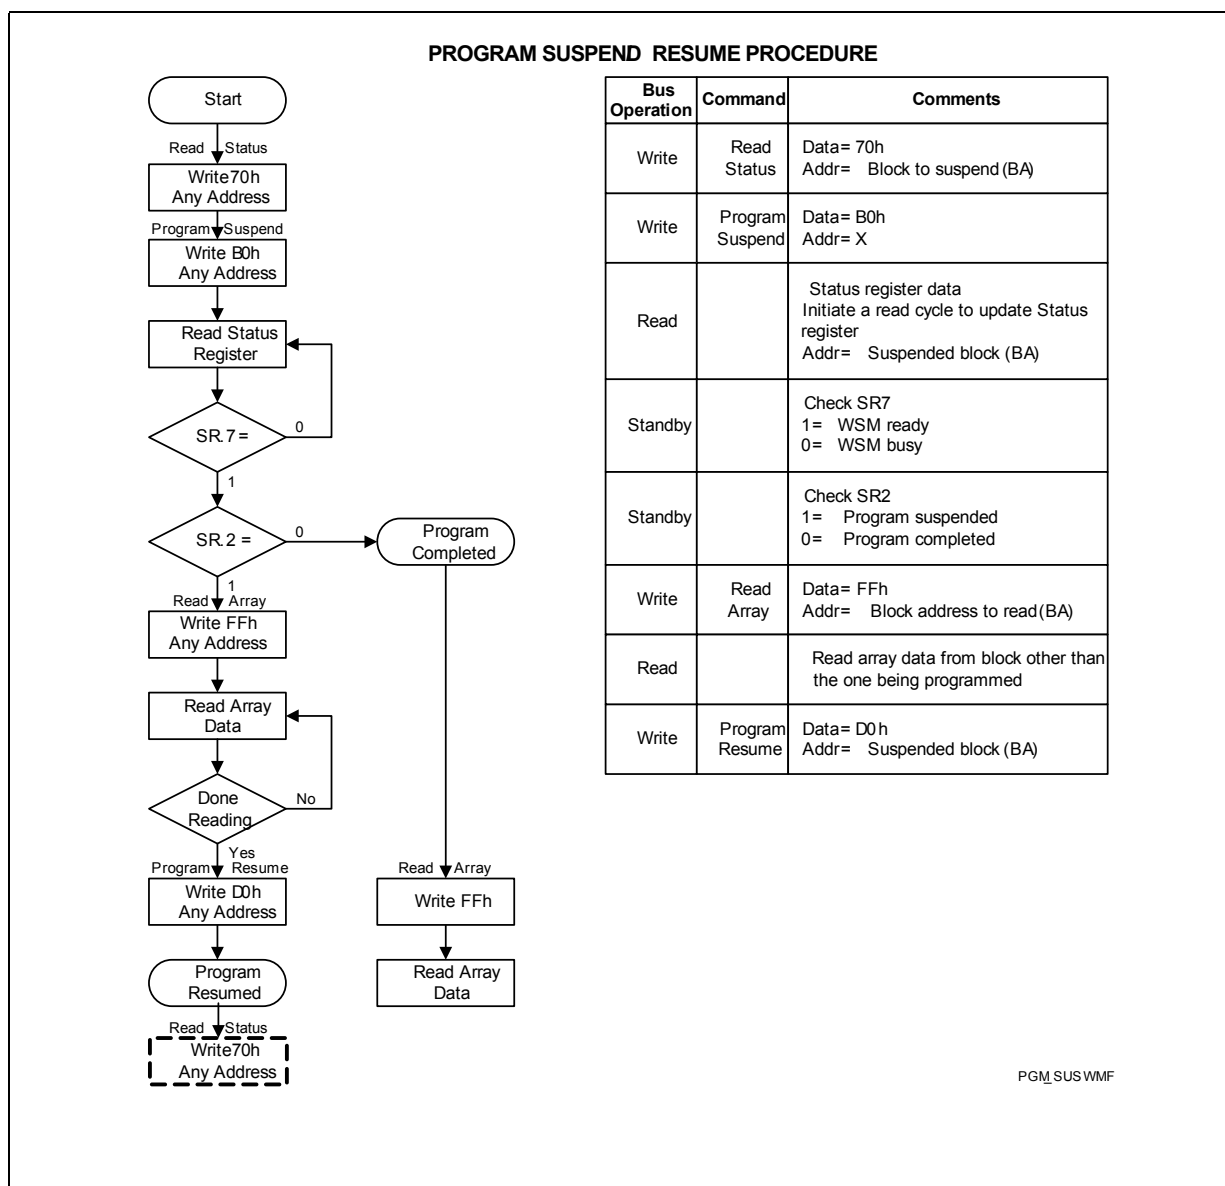 PROGRAM SUSPEND RESUME PROCEDURE
Start
Read Status
Write70h
Any Address
Program Suspend
Write B0h
Any Address
Read Status
Register
SR.7 =
0
1
SR.2 =
0
Program
Completed
1
Read Array
Write FFh
Any Address
Read Array
Data
Done
Reading
No
Yes
Program Resume
Write D0h
Any Address
Program
Resumed
Read Status
Write70h
Any Address
Read Array
Write FFh
Read Array
Data
Bus
Operation
Command
Comments
Write
Read
Status
Data= 70h
Addr= Block to suspend (BA)
Write
Program
Suspend
Data= B0h
Addr= X
Read
Status register data
Initiate a read cycle to update Status
register
Addr= Suspended block (BA)
Standby
Check SR7
1= WSM ready
0= WSM busy
Standby
Check SR2
1= Program suspended
0= Program completed
Write
Read
Array
Data= FFh
Addr= Block address to read (BA)
Read
Read array data from block other than
the one being programmed
Write
Program
Resume
Data= D0h
Addr= Suspended block (BA)
PGM_SUSWMF